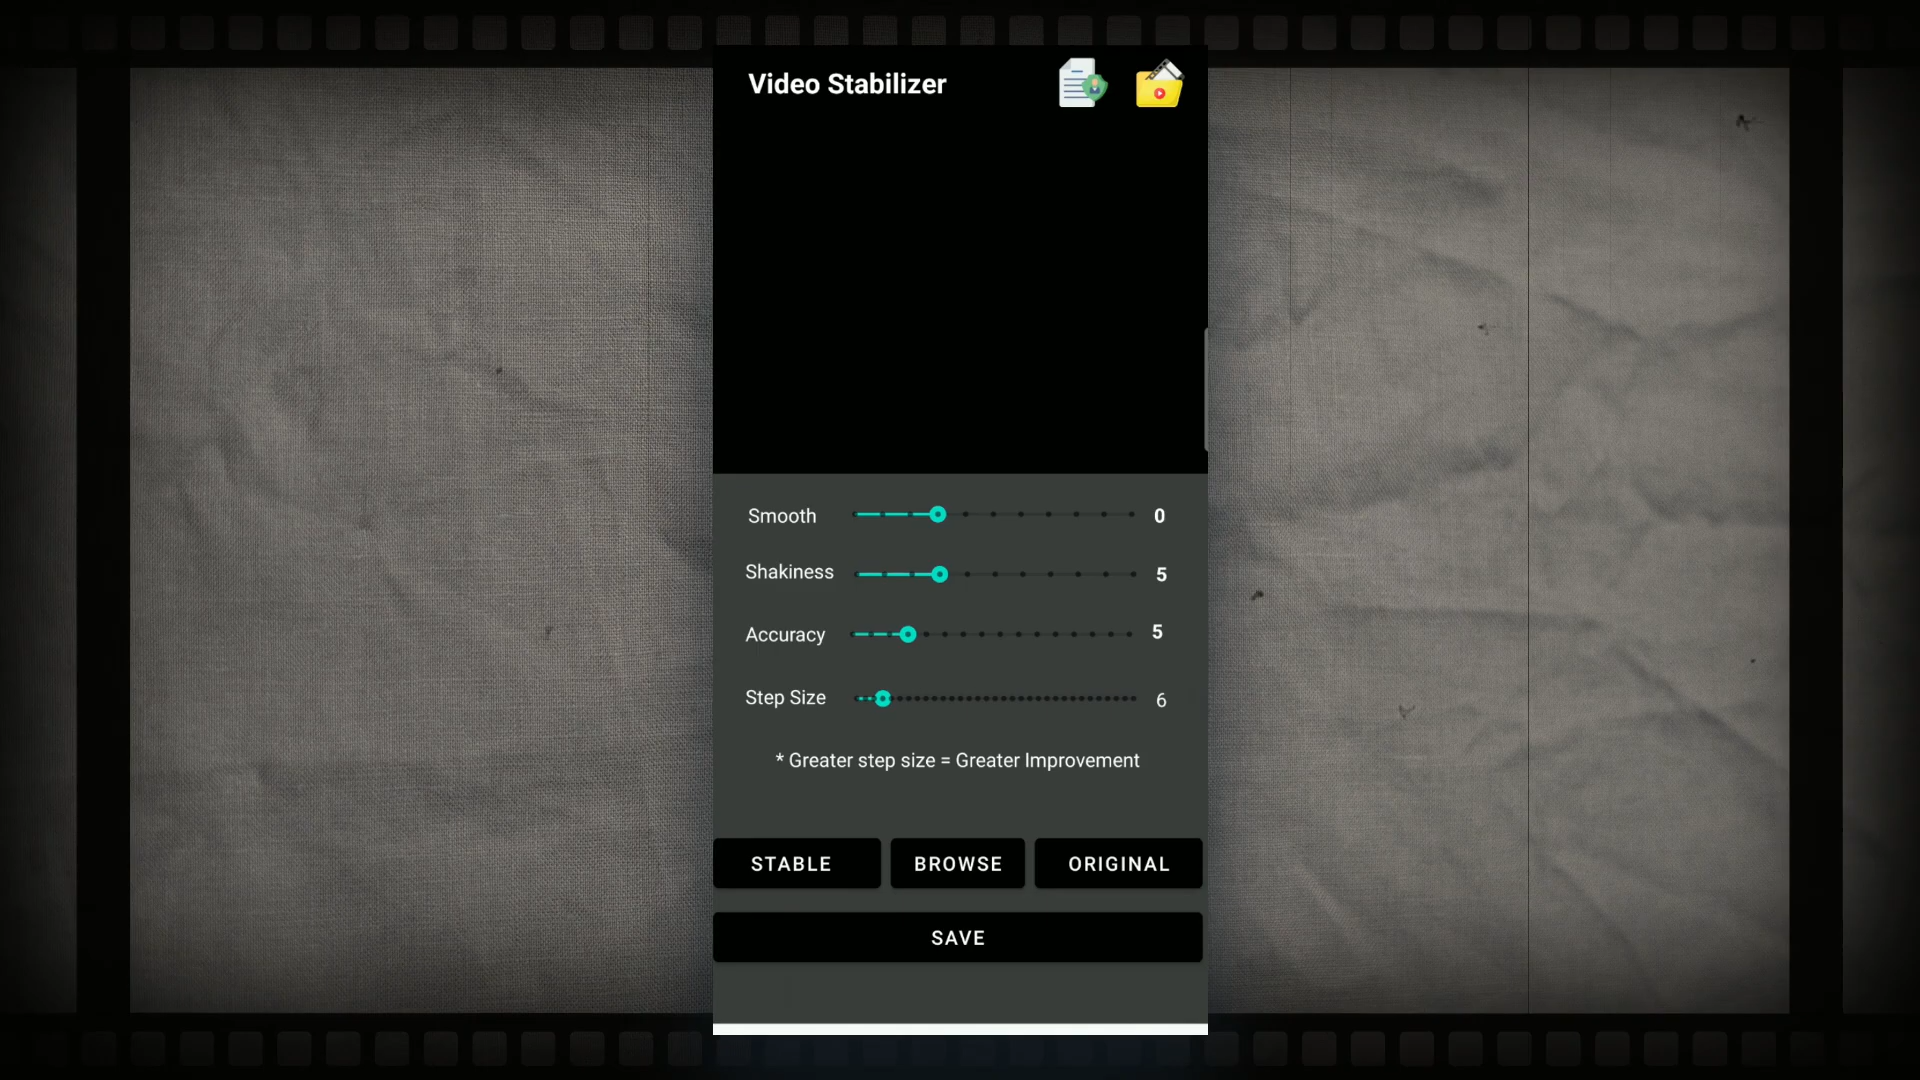 Video Stabilizer
Smooth 0
Shakiness 5
Accuracy 5
Step Size 6
* Greater step size = Greater Improvement
STABLE BROWSE ORIGINAL
SAVE